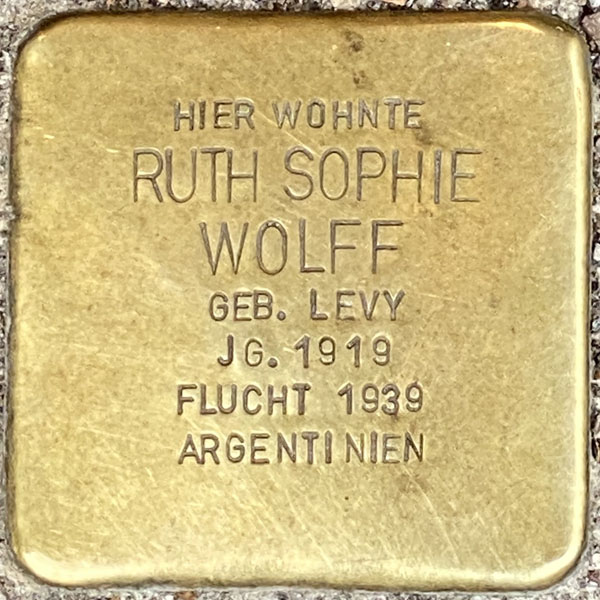 HIER WOHNTE
RUTH SOPHIE
WOLFF
GEB. LEVY
JG. 1919
FLUCHT 1939
ARGENTINIEN